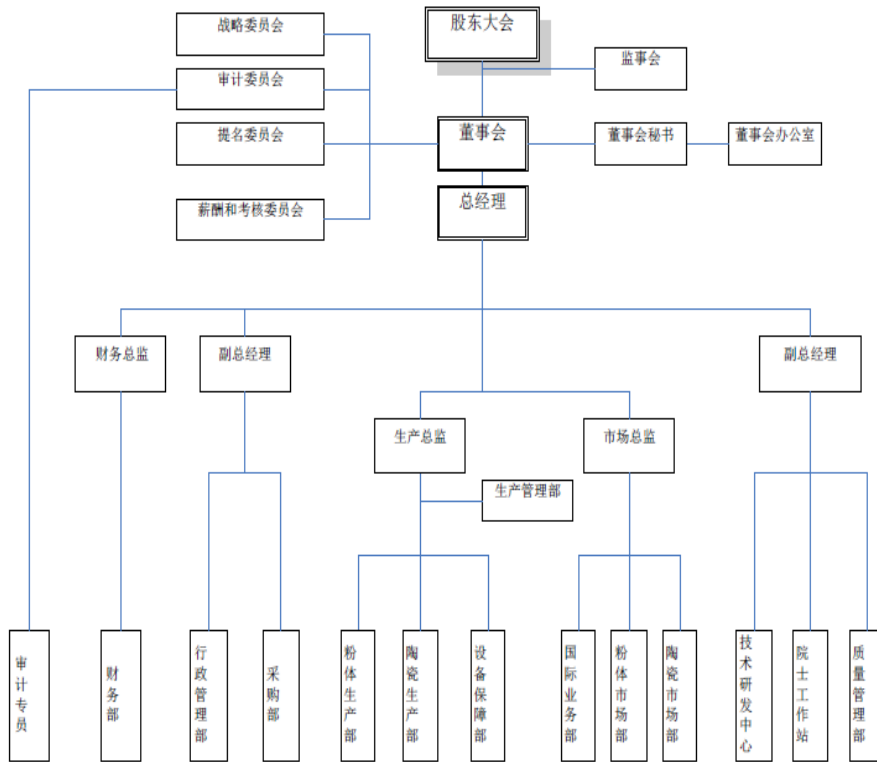 战略委员会
股东大会
监事会
审计委员会
提名委员会
董事会
董事会秘书
董事会办公室
薪酬和考核委员会
总经理
财务总监
副总经理
副总经理
生产总监
市场总监
生产管理部
审计专员
财务部
行政管理部
采购部
粉体生产部
陶瓷生产部
设备保障部
国际业务部
粉体市场部
陶瓷市场部
技术研发中心
院士工作站
质量管理部